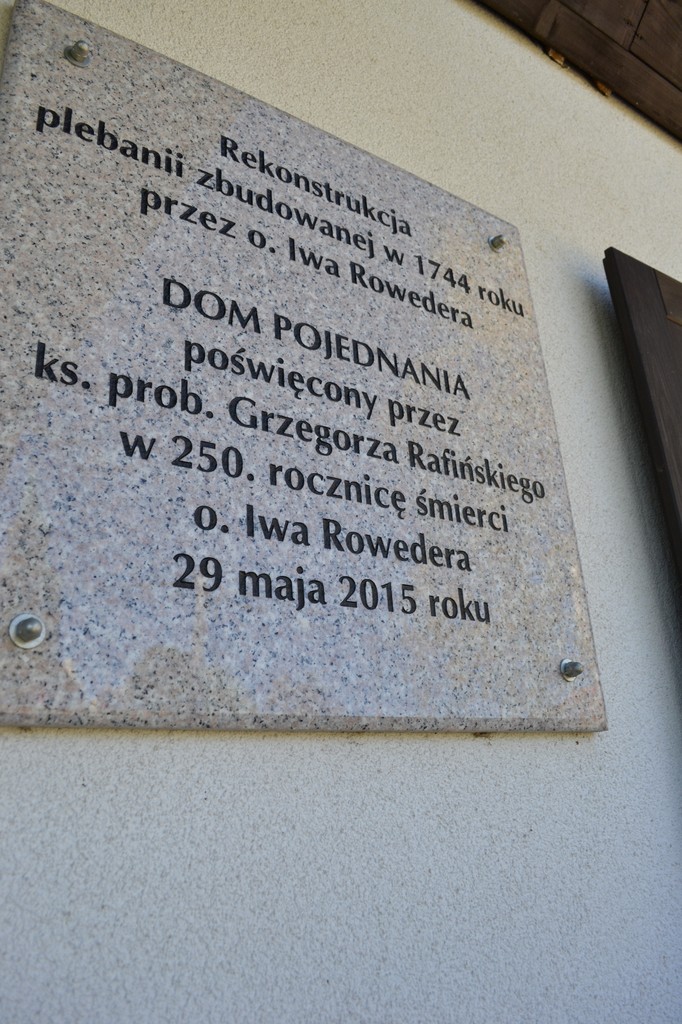 Rekonstrukcja
plebanii zbudowanej w 1744 roku
przez o. Iwa Rowedera
DOM POJEDNANIA
poświęcony przez
ks. prob. Grzegorza Rafińskiego
w 250. rocznicę śmierci
o. Iwa Rowedera
29 maja 2015 roku